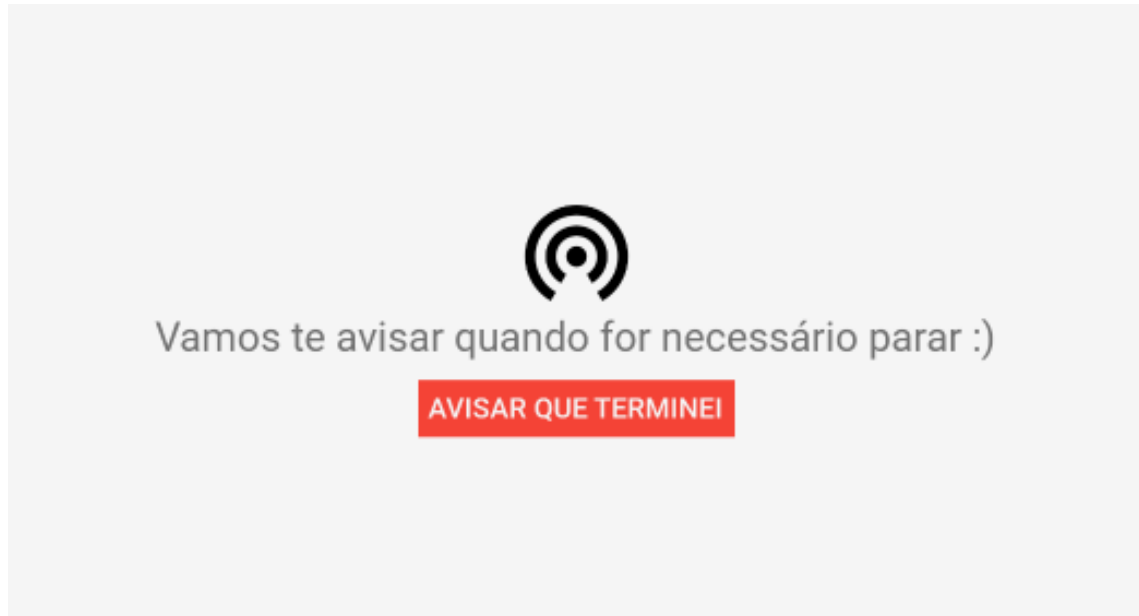 Vamos te avisar quando for necessário parar :)
AVISAR QUE TERMINEI